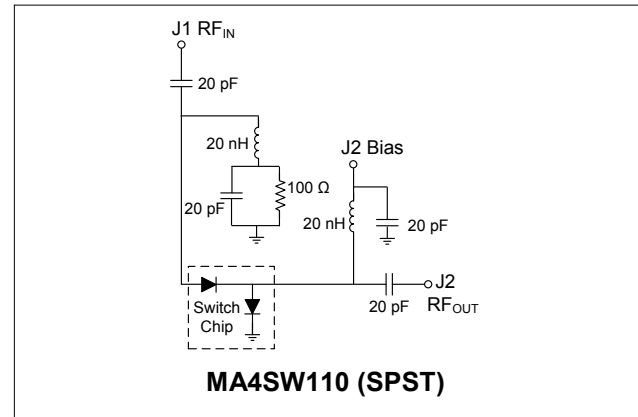 J1 RFIN
20 pF
20 nH
J2 Bias
100 Ω
20 pF
20 nH
20 pF
J2
20 pF
RFOUT
Switch
Chip
MA4SW110 (SPST)